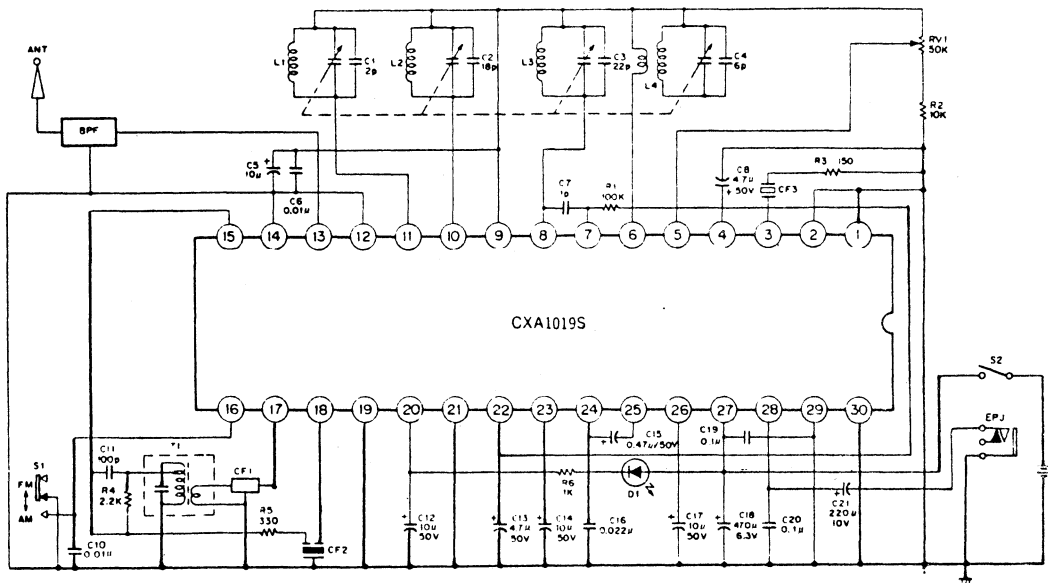 ANT
BPF
L1
C1
2p
L2
C2
18p
L3
C3
22p
L4
C4
6p
RV1
50K
R2
10K
C5
+
10μ
C6
0.01μ
C7
1p
R1
100K
C8
4.7μ
+ 50V
R3 150
CF3
15 14 13 12 11 10 9 8 7 6 5 4 3 2 1
CXA1019S
16 17 18 19 20 21 22 23 24 25 26 27 28 29 30
S2
EPJ
S1
FM
AM
C11
100p
R4
2.2K
T1
CF1
R5
330
CF2
C10
0.01μ
+
C15
0.47μ/50V
C19
0.1μ
R6
1K
D1
+ C12
10μ
50V
+ C13
4.7μ
50V
+ C14
10μ
50V
C16
0.022μ
+ C17
10μ
50V
+ C18
470μ
6.3V
C20
0.1μ
+
C21
220μ
10V